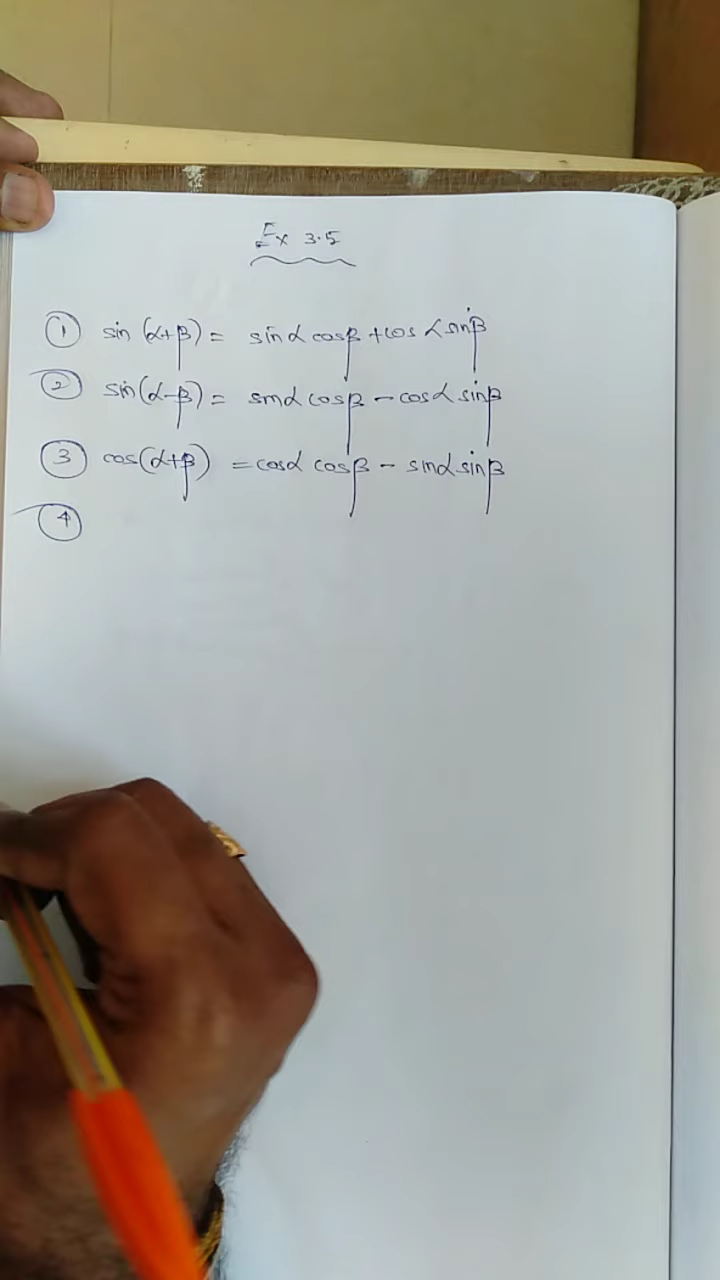 Ex 3.5
① sin (α+β) = sinα cosβ + cos α sinβ
② sin(α-β) = sinα cosβ - cosα sinβ
③ cos(α+β) = cosα cosβ - sinα sinβ
④